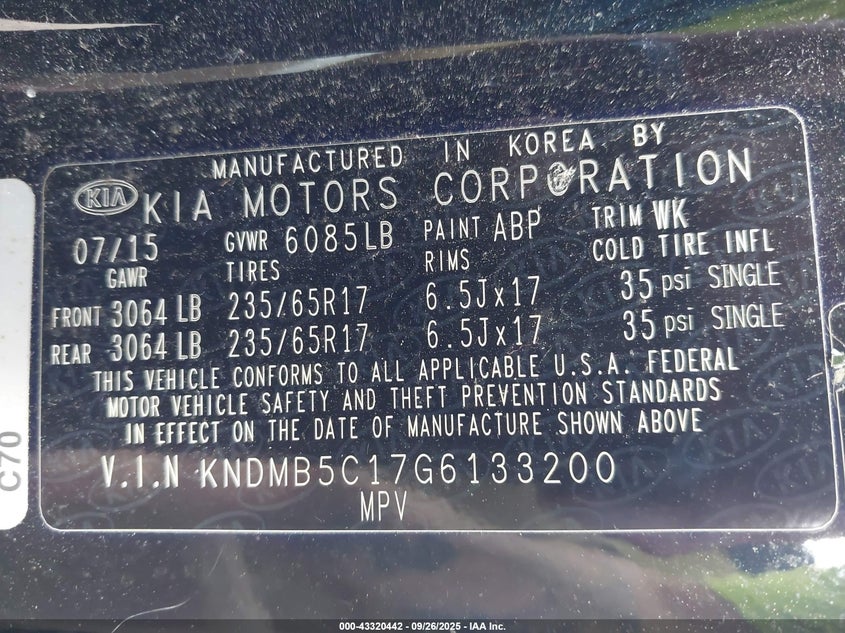 MANUFACTURED IN KOREA BY
KIA KIA MOTORS CORPORATION
07/15 GVWR 6085LB PAINT ABP TRIM WK
GAWR TIRES RIMS COLD TIRE INFL
FRONT 3064 LB 235/65R17 6.5Jx17 35 psi SINGLE
REAR 3064 LB 235/65R17 6.5Jx17 35 psi SINGLE
THIS VEHICLE CONFORMS TO ALL APPLICABLE U.S.A. FEDERAL
MOTOR VEHICLE SAFETY AND THEFT PREVENTION STANDARDS
IN EFFECT ON THE DATE OF MANUFACTURE SHOWN ABOVE
V.I.N KNDMB5C17G6133200
MPV
C70
000-43320442 - 09/26/2025 - IAA Inc.